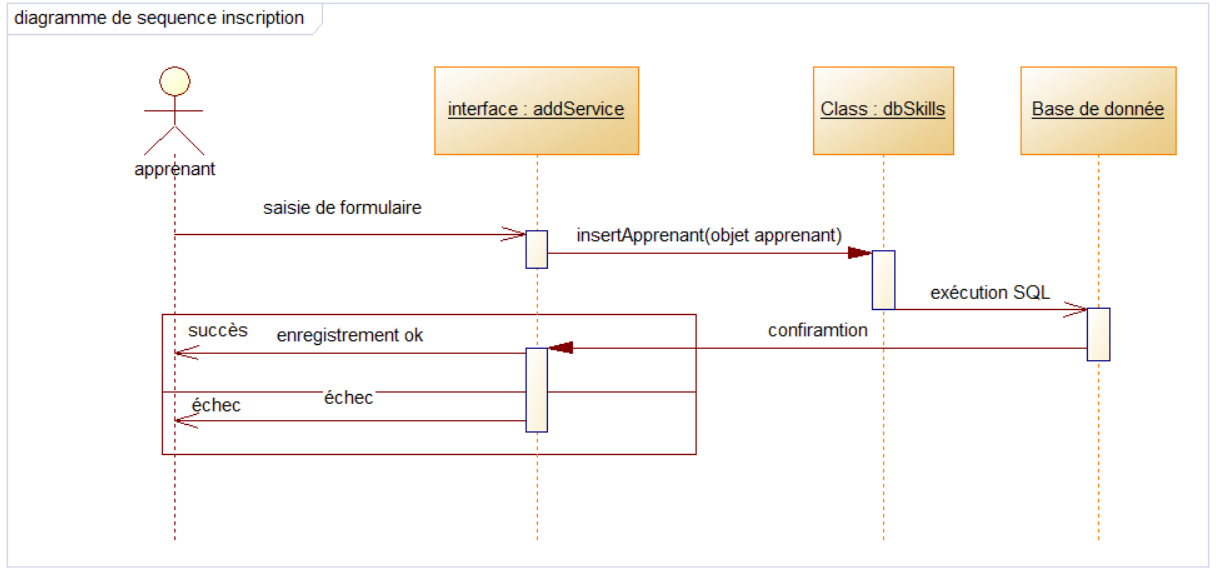 diagramme de sequence inscription
interface : addService
Class : dbSkills
Base de donnée
apprenant
saisie de formulaire
insertApprenant(objet apprenant)
exécution SQL
succès
enregistrement ok
confiramtion
échec
échec